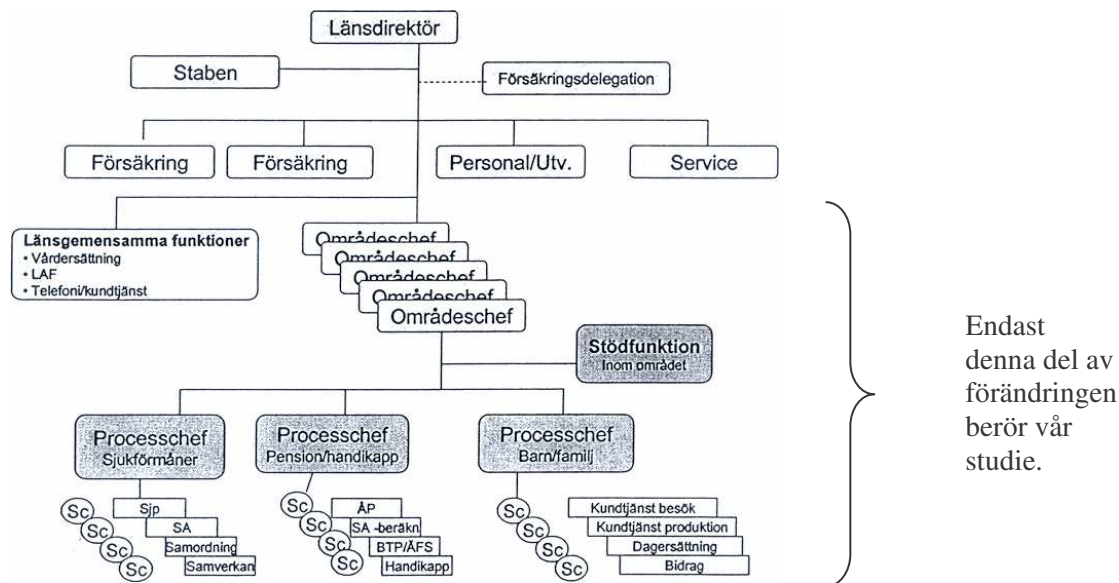 Länsdirektör
Staben
Försäkringsdelegation
Försäkring
Försäkring
Personal/Utv.
Service
Länsgemensamma funktioner
• Vårdersättning
• LAF
• Telefoni/kundtjänst
Områdeschef
Områdeschef
Områdeschef
Områdeschef
Områdeschef
Stödfunktion
Inom området
Processchef
Sjukförmåner
Processchef
Pension/handikapp
Processchef
Barn/familj
Sc
Sc
Sc
Sc
Sjp
SA
Samordning
Samverkan
Sc
Sc
Sc
Sc
ÅP
SA -beräkn.
BTP/ÄFS
Handikapp
Sc
Sc
Sc
Sc
Kundtjänst besök
Kundtjänst produktion
Dagersättning
Bidrag
Endast
denna del av
förändringen
berör vår
studie.